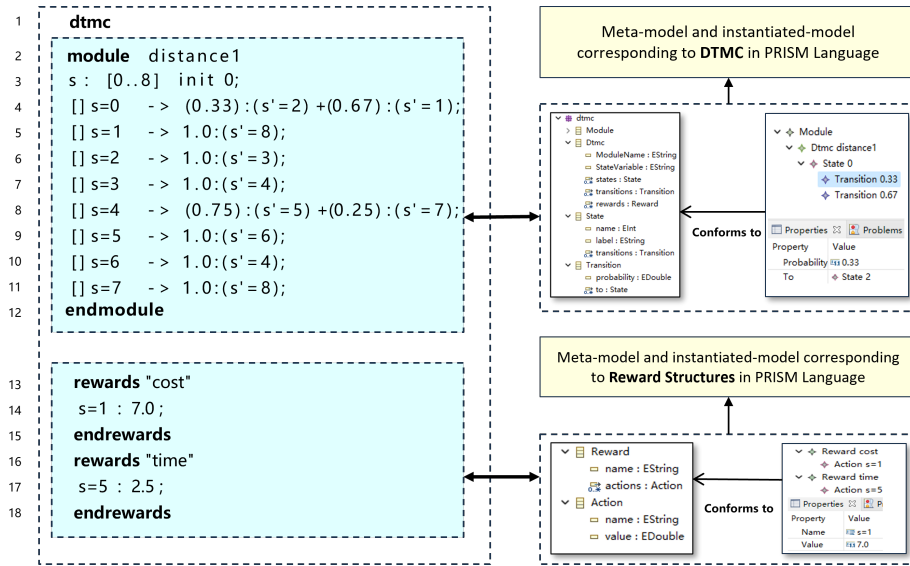 1 dtmc
2 module distance1
3 s : [0..8] init 0;
4 [] s=0 -> (0.33):(s'=2) +(0.67):(s'=1);
5 [] s=1 -> 1.0:(s'=8);
6 [] s=2 -> 1.0:(s'=3);
7 [] s=3 -> 1.0:(s'=4);
8 [] s=4 -> (0.75):(s'=5) +(0.25):(s'=7);
9 [] s=5 -> 1.0:(s'=6);
10 [] s=6 -> 1.0:(s'=4);
11 [] s=7 -> 1.0:(s'=8);
12 endmodule
13 rewards "cost"
14 s=1 : 7.0;
15 endrewards
16 rewards "time"
17 s=5 : 2.5;
18 endrewards
Meta-model and instantiated-model
corresponding to DTMC in PRISM Language
dtmc
Module
Dtmc
ModuleName : EString
StateVariable : EString
states : State
transitions : Transition
rewards : Reward
State
name : EInt
label : EString
transitions : Transition
Transition
probability : EDouble
to : State
Conforms to
Module
Dtmc distance1
State 0
Transition 0.33
Transition 0.67
Properties Problems
Property Value
Probability 0.33
To State 2
Meta-model and instantiated-model corresponding
to Reward Structures in PRISM Language
Reward
name : EString
actions : Action
Action
name : EString
value : EDouble
Conforms to
Reward cost
Action s=1
Reward time
Action s=5
Properties P
Property Value
Name s=1
Value 7.0